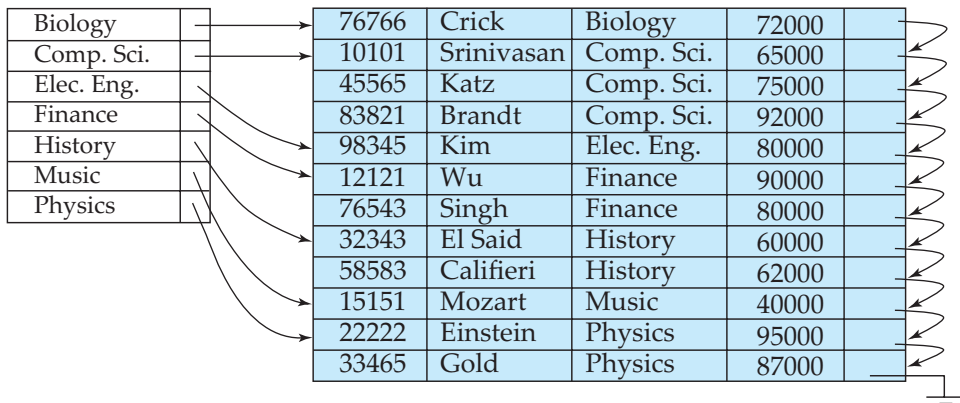 Biology
Comp. Sci.
Elec. Eng.
Finance
History
Music
Physics
76766 Crick Biology 72000
10101 Srinivasan Comp. Sci. 65000
45565 Katz Comp. Sci. 75000
83821 Brandt Comp. Sci. 92000
98345 Kim Elec. Eng. 80000
12121 Wu Finance 90000
76543 Singh Finance 80000
32343 El Said History 60000
58583 Califieri History 62000
15151 Mozart Music 40000
22222 Einstein Physics 95000
33465 Gold Physics 87000